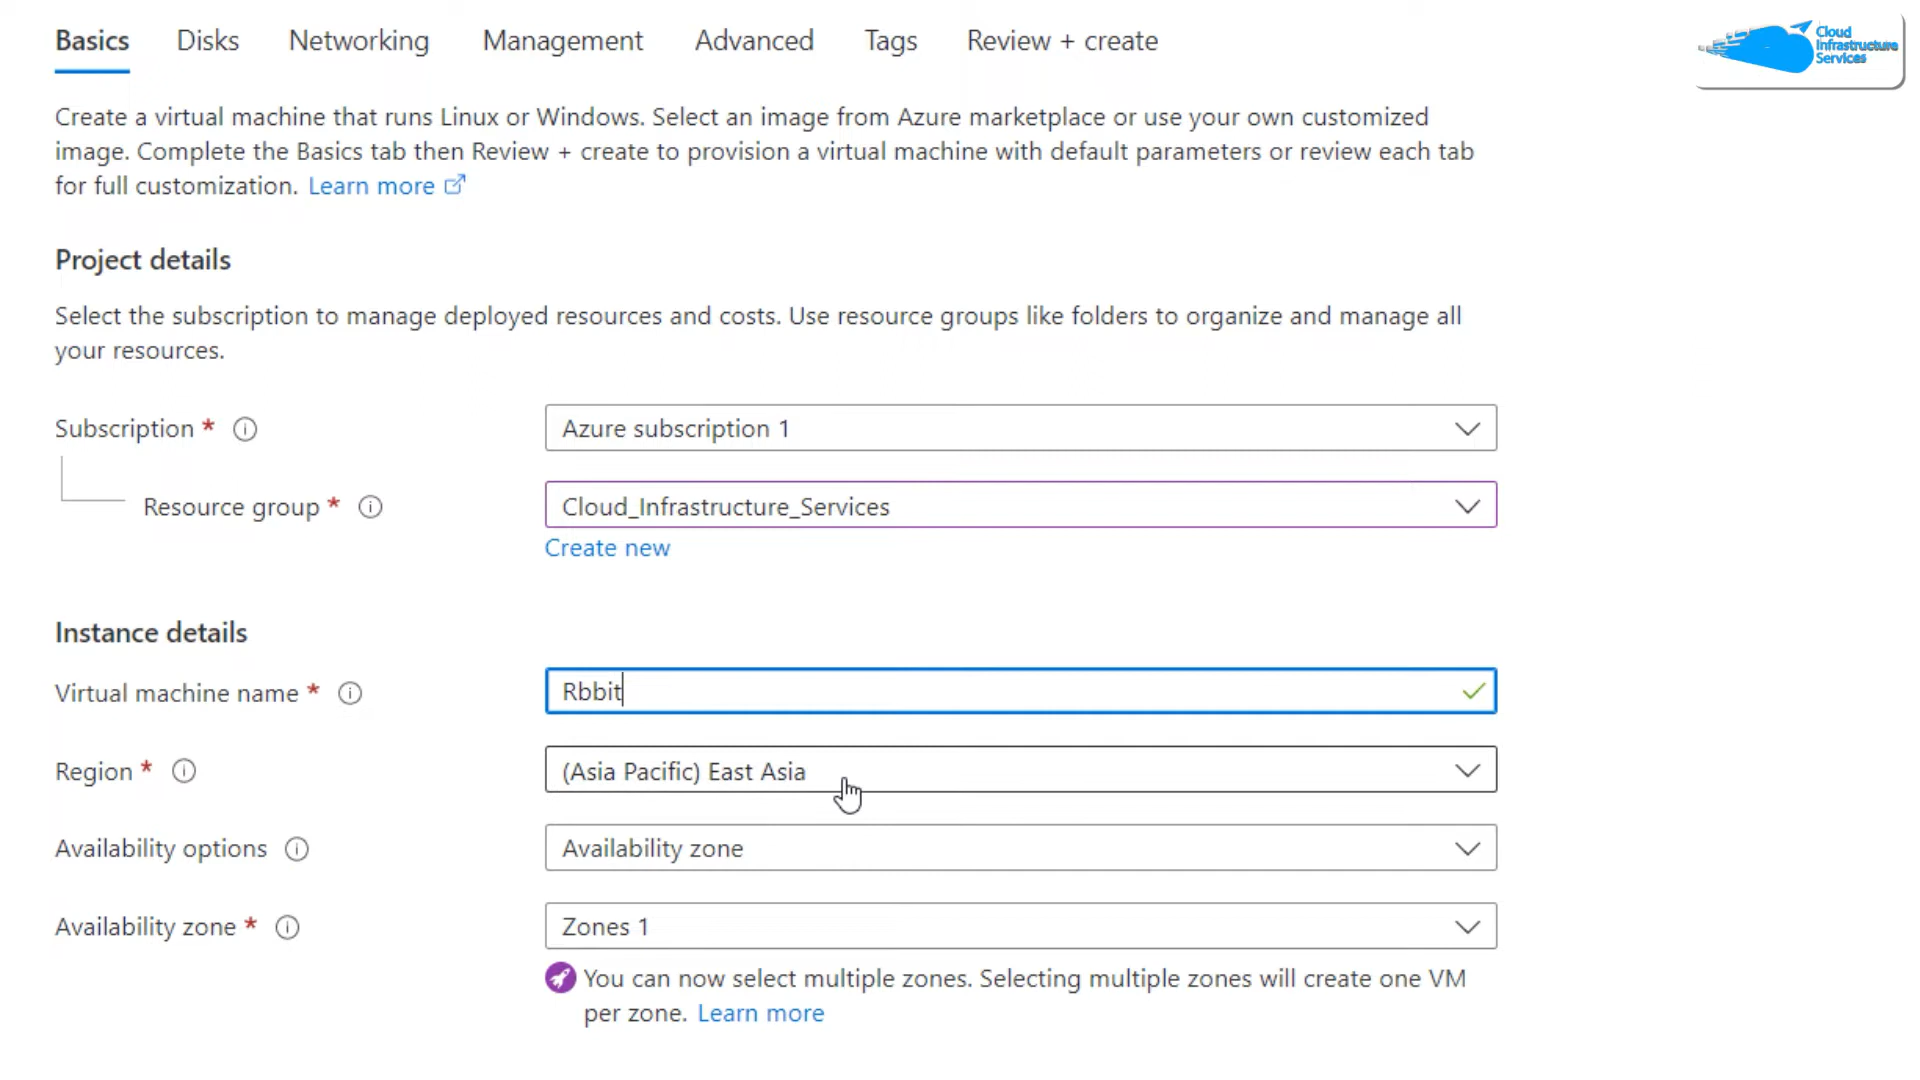 Basics Disks Networking Management Advanced Tags Review + create
Cloud
Infrastructure
Services
Create a virtual machine that runs Linux or Windows. Select an image from Azure marketplace or use your own customized
image. Complete the Basics tab then Review + create to provision a virtual machine with default parameters or review each tab
for full customization. Learn more
Project details
Select the subscription to manage deployed resources and costs. Use resource groups like folders to organize and manage all
your resources.
Subscription * Azure subscription 1
Resource group * Cloud_Infrastructure_Services
Create new
Instance details
Virtual machine name * Rbbit
Region * (Asia Pacific) East Asia
Availability options Availability zone
Availability zone * Zones 1
You can now select multiple zones. Selecting multiple zones will create one VM
per zone. Learn more